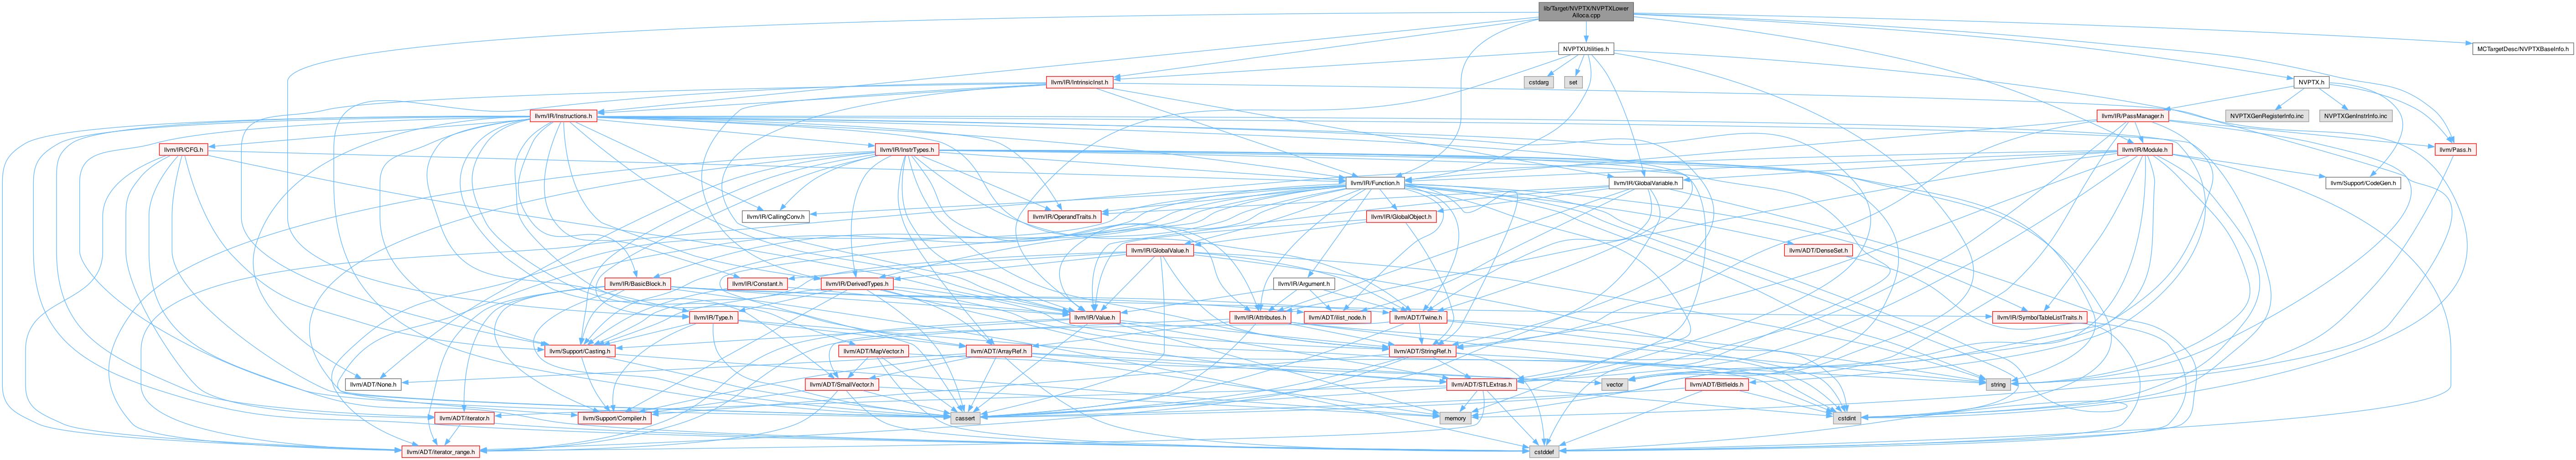 lib/Target/NVPTX/NVPTXLower
Alloca.cpp
NVPTXUtilities.h
MCTargetDesc/NVPTXBaseInfo.h
llvm/IR/IntrinsicInst.h
cstdarg
set
NVPTX.h
llvm/IR/Instructions.h
llvm/IR/PassManager.h
NVPTXGenRegisterInfo.inc
NVPTXGenInstrInfo.inc
llvm/IR/CFG.h
llvm/IR/InstrTypes.h
llvm/IR/Module.h
llvm/Pass.h
llvm/IR/Function.h
llvm/IR/GlobalVariable.h
llvm/Support/CodeGen.h
llvm/IR/CallingConv.h
llvm/IR/OperandTraits.h
llvm/IR/GlobalObject.h
llvm/IR/GlobalValue.h
llvm/ADT/DenseSet.h
llvm/IR/BasicBlock.h
llvm/IR/Constant.h
llvm/IR/DerivedTypes.h
llvm/IR/Argument.h
llvm/IR/Type.h
llvm/IR/Value.h
llvm/IR/Attributes.h
llvm/ADT/ilist_node.h
llvm/ADT/Twine.h
llvm/IR/SymbolTableListTraits.h
llvm/Support/Casting.h
llvm/ADT/MapVector.h
llvm/ADT/ArrayRef.h
llvm/ADT/StringRef.h
llvm/ADT/None.h
llvm/ADT/SmallVector.h
llvm/ADT/STLExtras.h
vector
llvm/ADT/Bitfields.h
string
llvm/ADT/iterator.h
llvm/Support/Compiler.h
cassert
memory
cstdint
llvm/ADT/iterator_range.h
cstddef